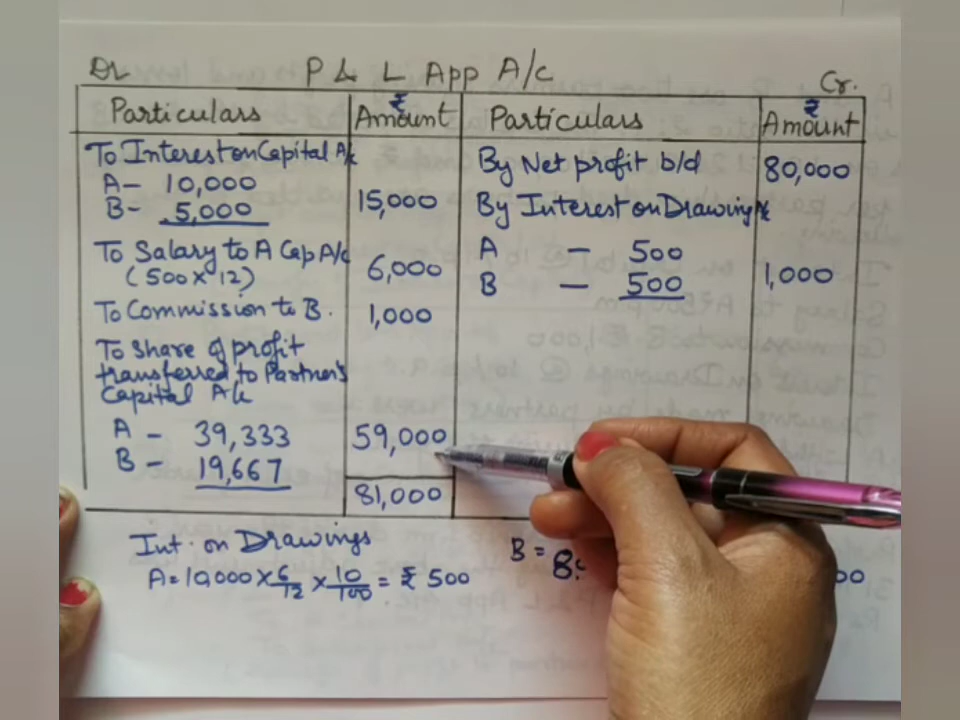 Dr P & L App A/c Cr.
Particulars ₹ Amount Particulars ₹ Amount
To Interest on Capital A/c
A- 10,000
B- 5,000 15,000
To Salary to A Cap A/c
(500 × 12) 6,000
To Commission to B. 1,000
To Share of profit
transferred to Partner's
Capital A/c
A - 39,333 59,000
B - 19,667
81,000
By Net profit b/d 80,000
By Interest on Drawings
A - 500
B - 500 1,000
Int. on Drawings
A = 10,000 × 6/12 × 10/100 = ₹ 500
B =